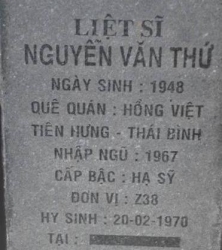 LIỆT SĨ
NGUYỄN VĂN THỨ
NGÀY SINH : 1948
QUÊ QUÁN : HỒNG VIỆT
TIÊN HƯNG - THÁI BÌNH
NHẬP NGŨ : 1967
CẤP BẬC : HẠ SỸ
ĐƠN VỊ : Z38
HY SINH : 20-02-1970
TẠI :